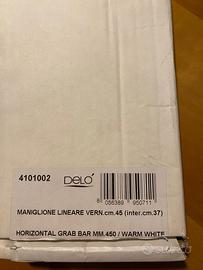 4101002
DELO'
8 056389 950711
MANIGLIONE LINEARE VERN.cm.45 (inter.cm.37)
HORIZONTAL GRAB BAR MM.450 / WARM WHITE
SUBITO